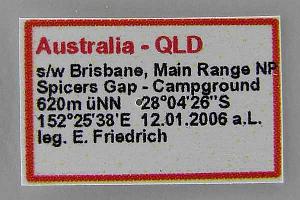 Australia - QLD
s/w Brisbane, Main Range NP
Spicers Gap - Campground
620m üNN 28°04'26"S
152°25'38'E 12.01.2006 a.L.
leg. E. Friedrich